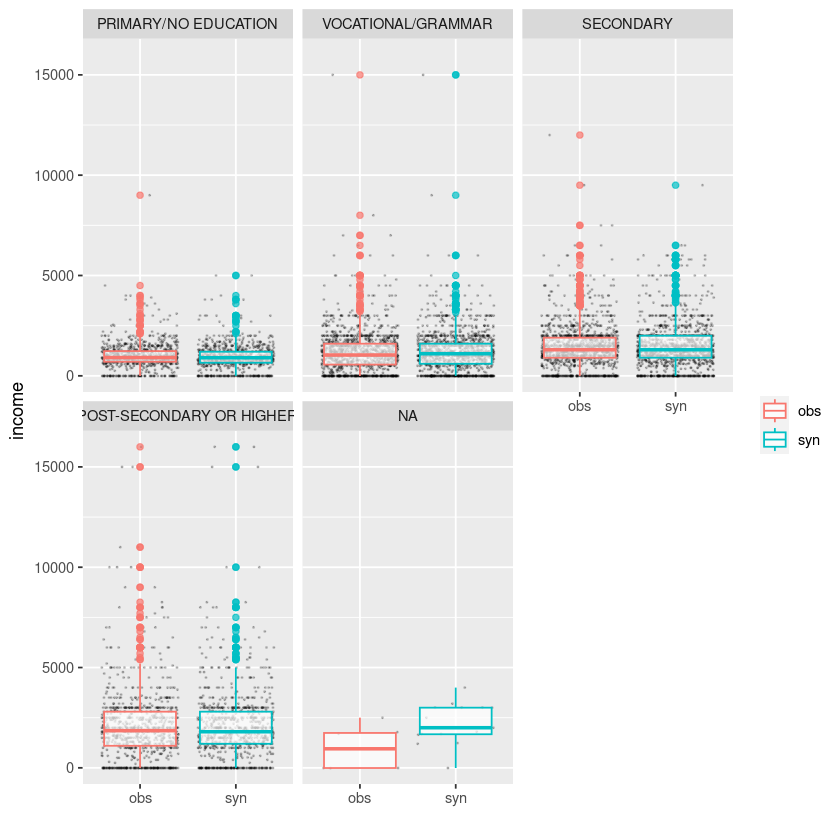 PRIMARY/NO EDUCATION VOCATIONAL/GRAMMAR SECONDARY
15000
10000
5000
0
obs syn
POST-SECONDARY OR HIGHER NA
15000
10000
5000
0
obs syn obs syn
income
obs
syn